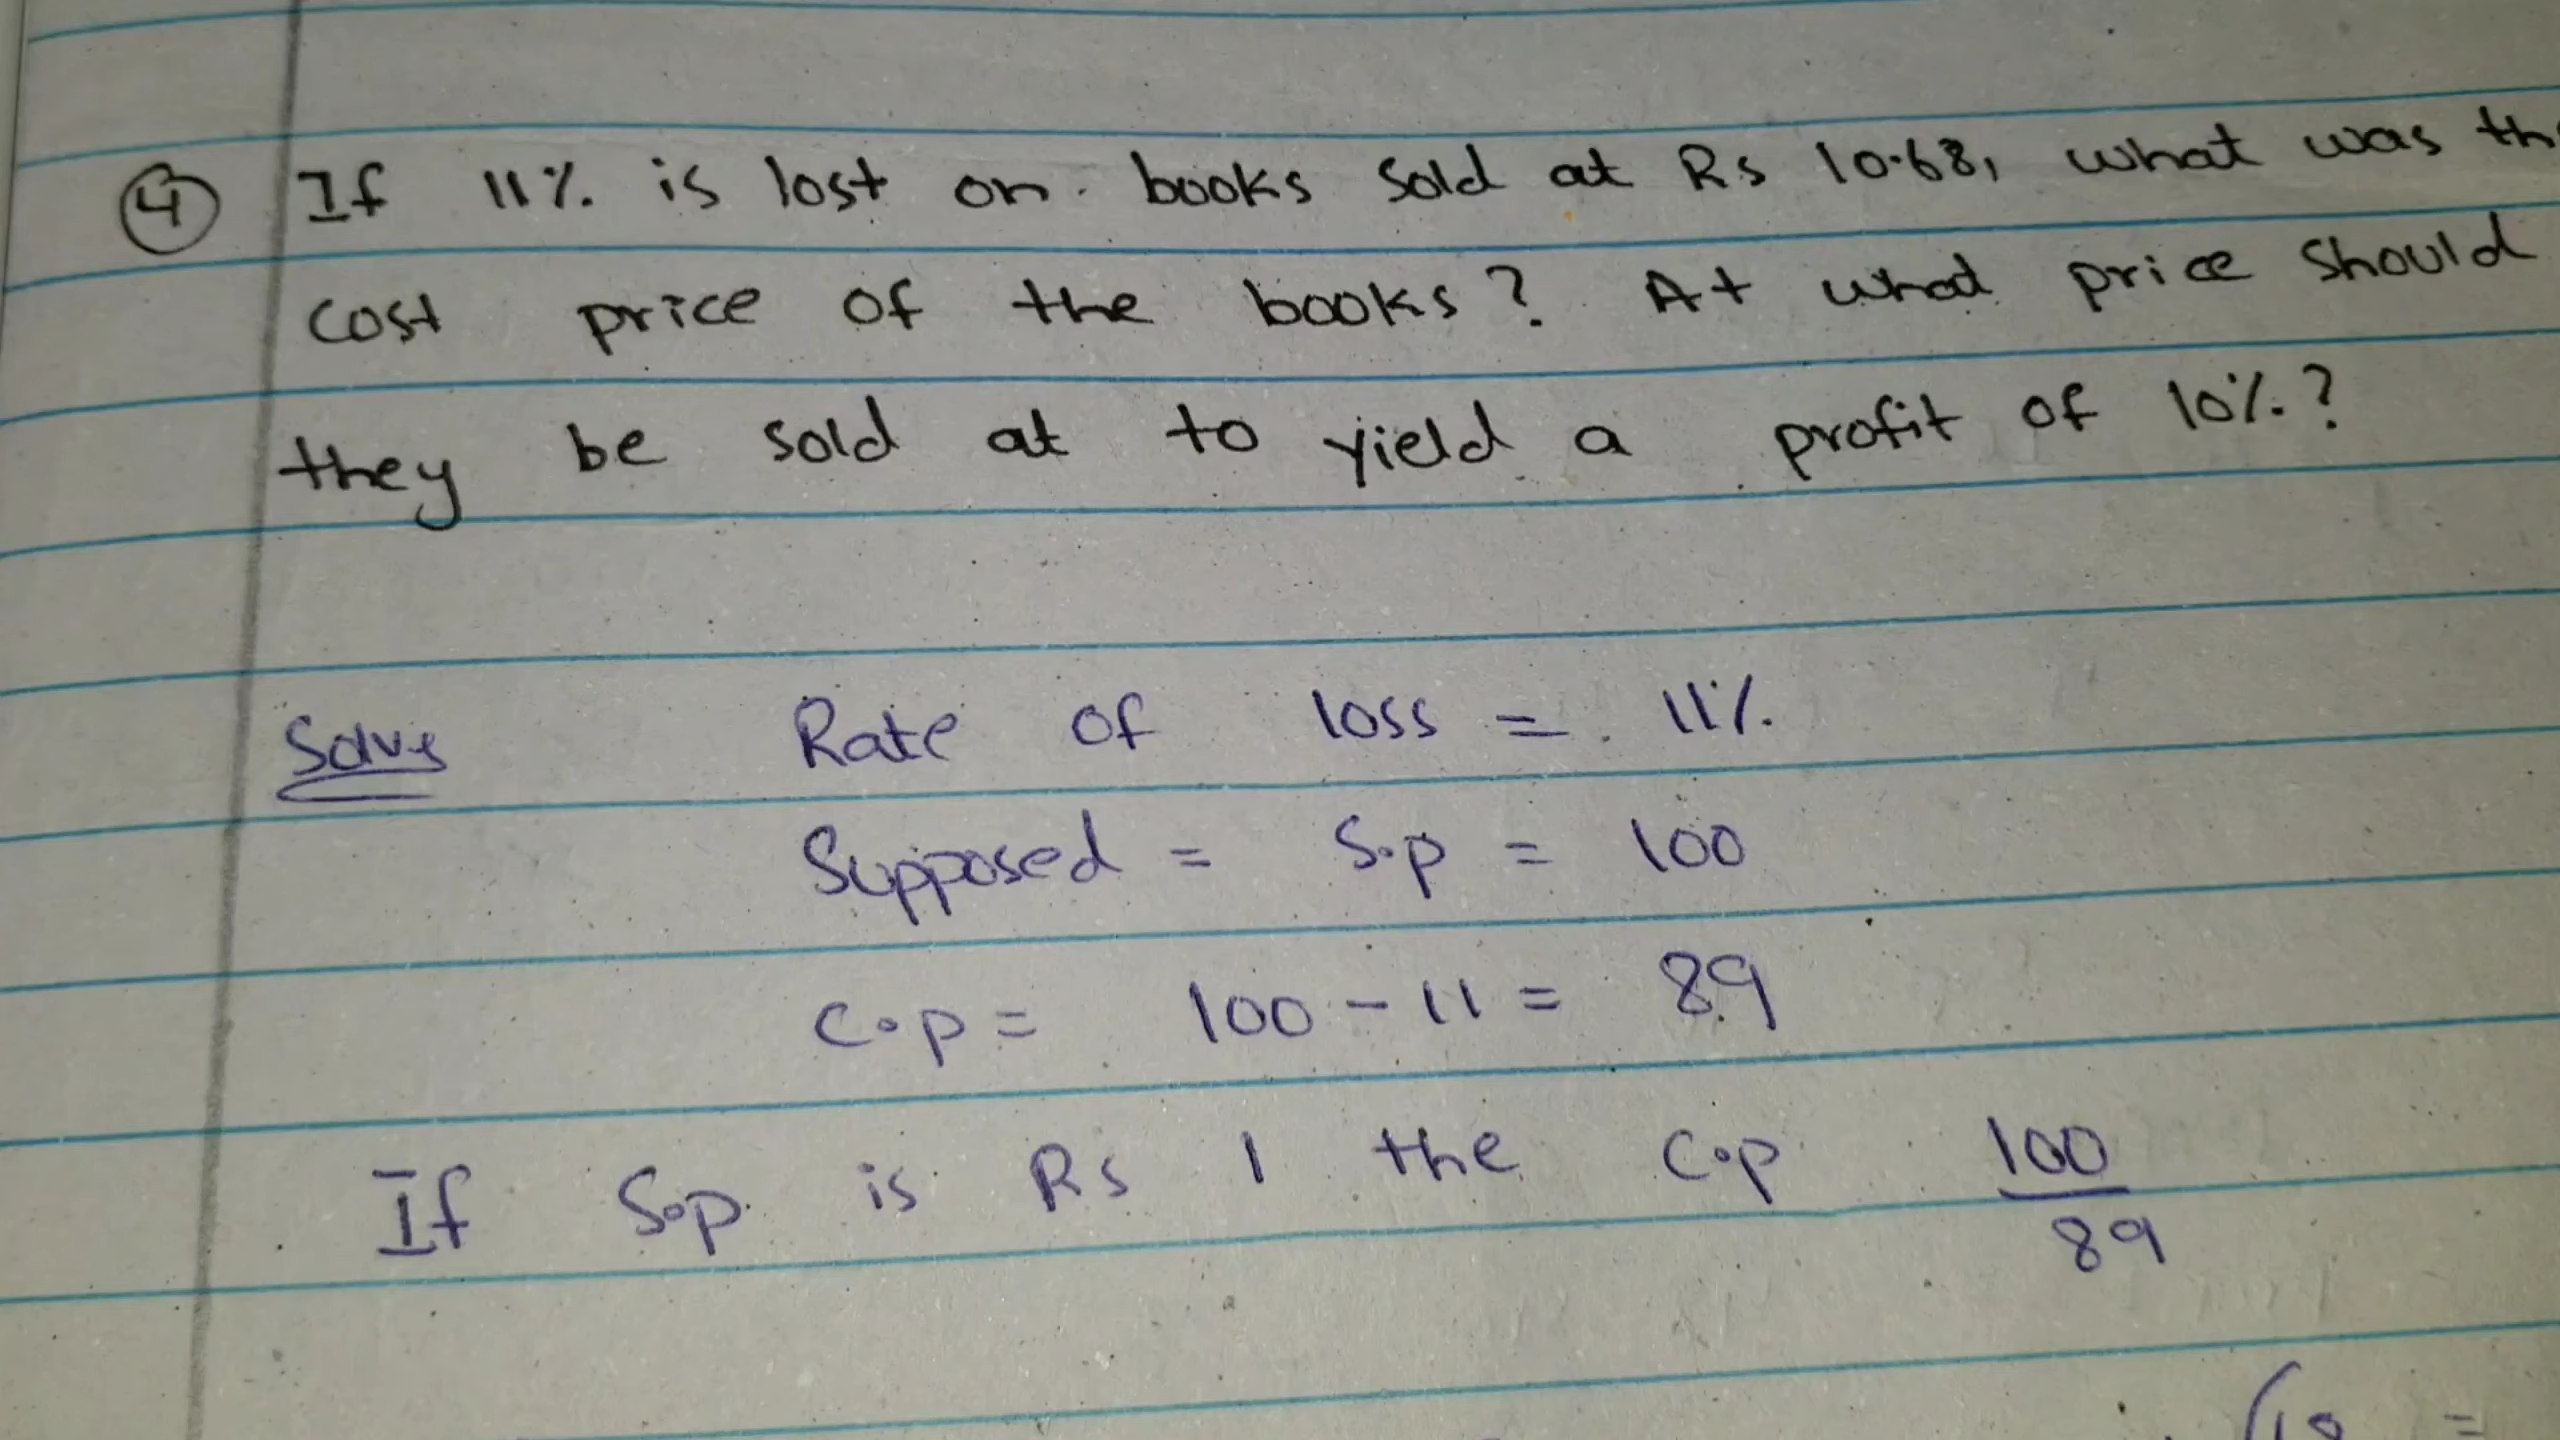 ④ If 11% is lost on books sold at Rs 10.68, what was the
cost price of the books? At what price should
they be sold at to yield a profit of 10%?
Solve Rate of loss = 11%
Supposed = S.p = 100
C.p = 100 - 11 = 89
If S.p is Rs 1 the C.p 100/89